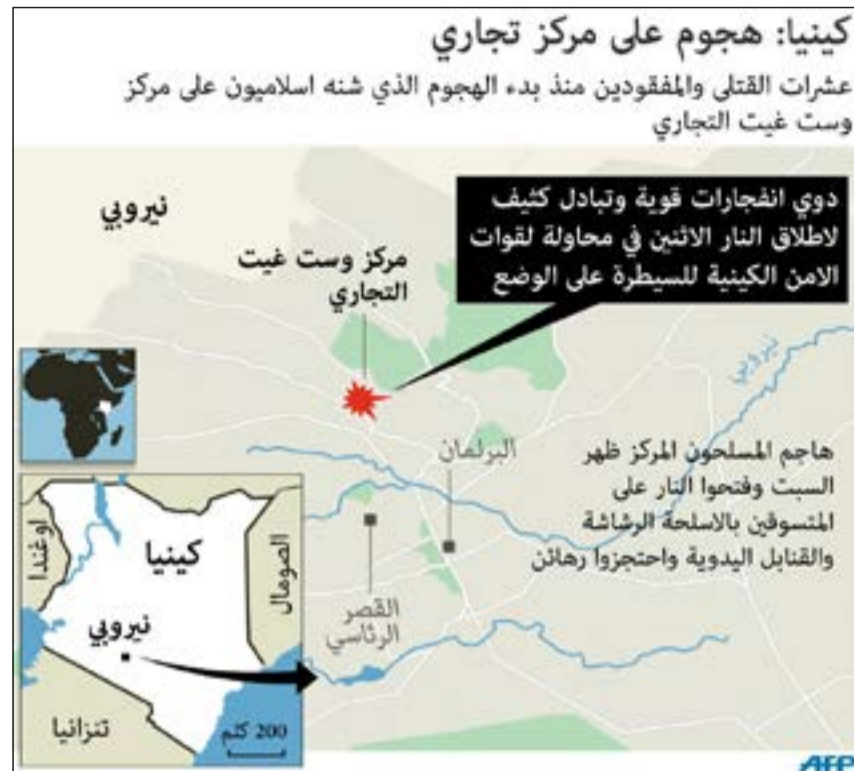 كينيا: هجوم على مركز تجاري
عشرات القتلى والمفقودين منذ بدء الهجوم الذي شنه اسلاميون على مركز
وست غيت التجاري
نيروبي
دوي انفجارات قوية وتبادل كثيف
لاطلاق النار الاثنين في محاولة لقوات
الامن الكينية للسيطرة على الوضع
مركز وست غيت
التجاري
نيروبيا
هاجم المسلحون المركز ظهر
السبت وفتحوا النار على
المتسوقين بالاسلحة الرشاشة
والقنابل اليدوية واحتجزوا رهائن
البرلمان
القصر
الرئاسي
اوغندا
كينيا
الصومال
نيروبي
تنزانيا
200 كلم
AFP